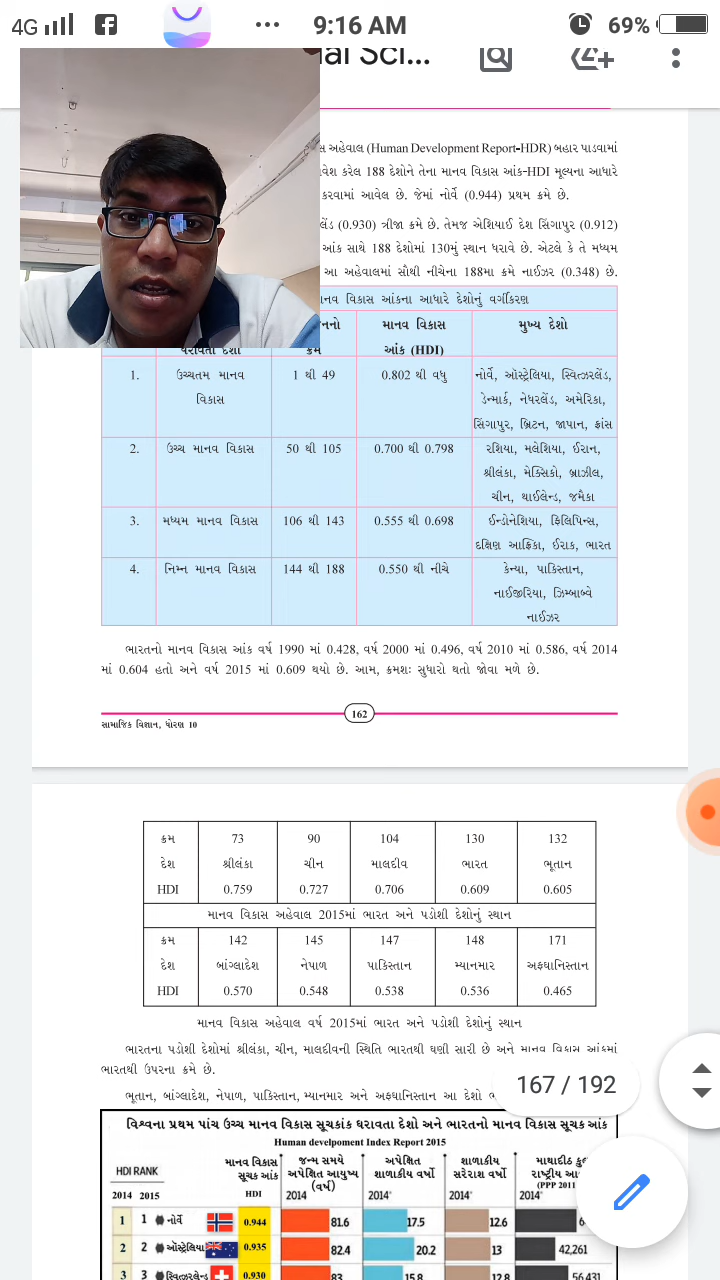 4G
... 9:16 AM
69%
ial Sci...
સ અહેવાલ (Human Development Report-HDR) બહાર પાડવામાં
વેશ કરેલ 188 દેશોને તેના માનવ વિકાસ આંક-HDI મૂલ્યના આધારે
કરવામાં આવેલ છે. જેમાં નોર્વે (0.944) પ્રથમ ક્રમે છે.
લેંડ (0.930) ત્રીજા ક્રમે છે. તેમજ એશિયાઈ દેશ સિંગાપુર (0.912)
આંક સાથે 188 દેશોમાં 130મું સ્થાન ધરાવે છે. એટલે કે તે મધ્યમ
આ અહેવાલમાં સૌથી નીચેના 188મા ક્રમે નાઈઝર (0.348) છે.
નવ વિકાસ આંકના આધારે દેશોનું વર્ગીકરણ
નનો માનવ વિકાસ મુખ્ય દેશો
ધરાવતા દેશો ક્રમ આંક (HDI)
1. ઉચ્ચતમ માનવ 1 થી 49 0.802 થી વધુ નોર્વે, ઑસ્ટ્રેલિયા, સ્વિત્ઝરલેંડ,
વિકાસ ડેન્માર્ક, નેધરલેંડ, અમેરિકા,
સિંગાપુર, બ્રિટન, જાપાન, ફ્રાંસ
2. ઉચ્ચ માનવ વિકાસ 50 થી 105 0.700 થી 0.798 રશિયા, મલેશિયા, ઈરાન,
શ્રીલંકા, મેક્સિકો, બ્રાઝીલ,
ચીન, થાઈલેન્ડ, જમૈકા
3. મધ્યમ માનવ વિકાસ 106 થી 143 0.555 થી 0.698 ઈન્ડોનેશિયા, ફિલિપિન્સ,
દક્ષિણ આફ્રિકા, ઈરાક, ભારત
4. નિમ્ન માનવ વિકાસ 144 થી 188 0.550 થી નીચે કેન્યા, પાકિસ્તાન,
નાઈજીરિયા, ઝિમ્બાબ્વે
નાઈઝર
ભારતનો માનવ વિકાસ આંક વર્ષ 1990 માં 0.428, વર્ષ 2000 માં 0.496, વર્ષ 2010 માં 0.586, વર્ષ 2014
માં 0.604 હતો અને વર્ષ 2015 માં 0.609 થયો છે. આમ, ક્રમશઃ સુધારો થતો જોવા મળે છે.
162
સામાજિક વિજ્ઞાન, ધોરણ 10
ક્રમ 73 90 104 130 132
દેશ શ્રીલંકા ચીન માલદીવ ભારત ભૂતાન
HDI 0.759 0.727 0.706 0.609 0.605
માનવ વિકાસ અહેવાલ 2015માં ભારત અને પડોશી દેશોનું સ્થાન
ક્રમ 142 145 147 148 171
દેશ બાંગ્લાદેશ નેપાળ પાકિસ્તાન મ્યાનમાર અફઘાનિસ્તાન
HDI 0.570 0.548 0.538 0.536 0.465
માનવ વિકાસ અહેવાલ વર્ષ 2015માં ભારત અને પડોશી દેશોનું સ્થાન
ભારતના પડોશી દેશોમાં શ્રીલંકા, ચીન, માલદીવની સ્થિતિ ભારતથી ઘણી સારી છે અને માનવ વિકાસ આંકમાં
ભારતથી ઉપરના ક્રમે છે.
ભૂતાન, બાંગ્લાદેશ, નેપાળ, પાકિસ્તાન, મ્યાનમાર અને અફઘાનિસ્તાન આ દેશો
167 / 192
વિશ્વના પ્રથમ પાંચ ઉચ્ચ માનવ વિકાસ સૂચકાંક ધરાવતા દેશો અને ભારતનો માનવ વિકાસ સૂચક આંક
Human develpoment Index Report 2015
HDI RANK માનવ વિકાસ સૂચક આંક જન્મ સમયે અપેક્ષિત આયુષ્ય (વર્ષ) અપેક્ષિત શાળાકીય વર્ષો શાળાકીય સરેરાશ વર્ષો માથાદીઠ કુલ રાષ્ટ્રીય આ (PPP 2011
2014 2015 HDI 2014 2014* 2014* 2014*
1 1 નોર્વે 0.944 81.6 17.5 12.6 6
2 2 ઑસ્ટ્રેલિયા 0.935 82.4 20.2 13 42,261
3 3 સ્વિત્ઝરલેન્ડ 0.930 83 15.8 12.8 56,431